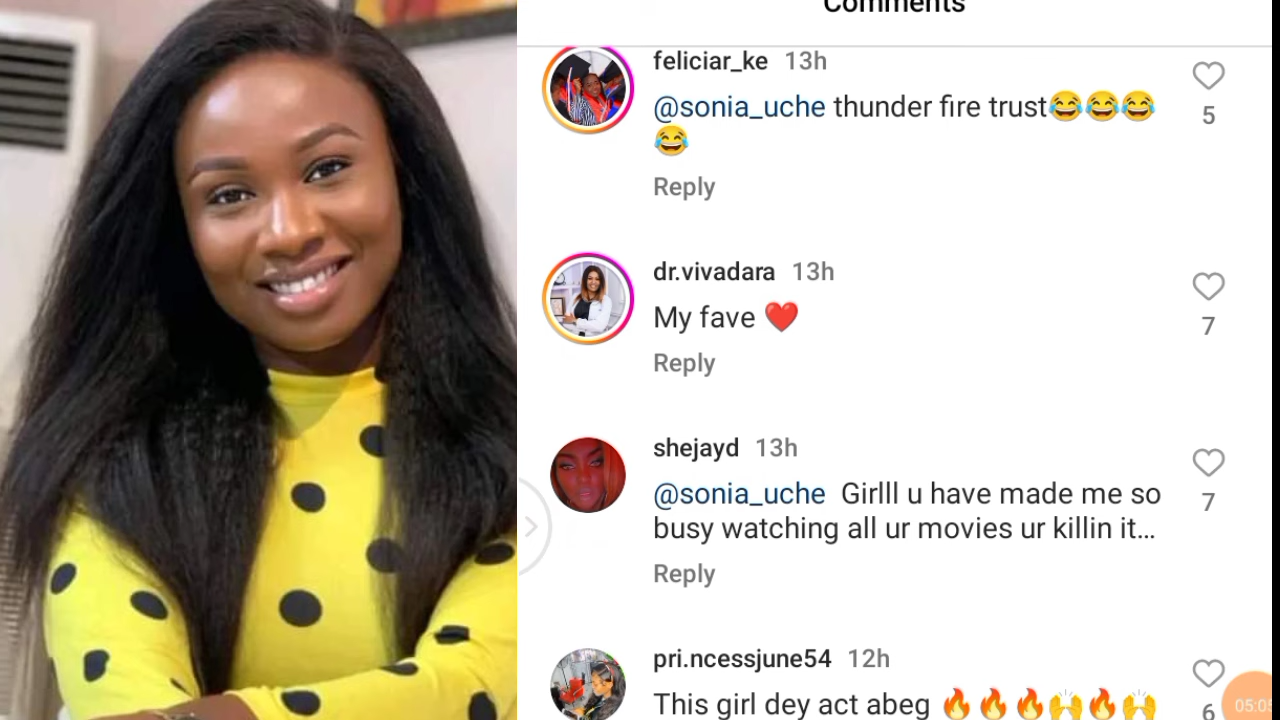 Comments
feliciar_ke 13h
@sonia_uche thunder fire trust😂😂😂
😂
5
Reply
dr.vivadara 13h
My fave ❤️
7
Reply
shejayd 13h
@sonia_uche Girlll u have made me so
busy watching all ur movies ur killin it...
7
Reply
pri.ncessjune54 12h
This girl dey act abeg 🔥🔥🔥🙌🔥🙌
6